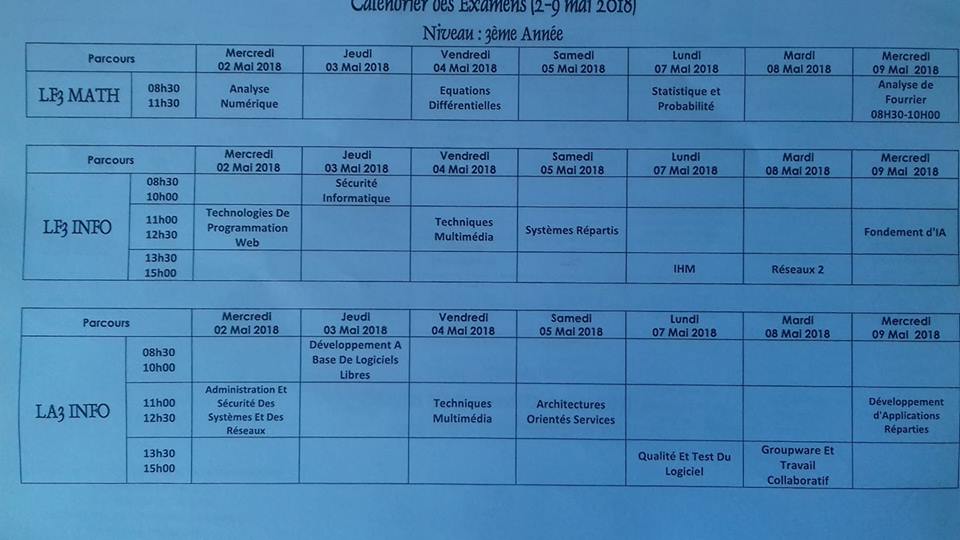 Calendrier des Examens (2-9 mai 2018)
Niveau : 3ème Année
Parcours
Mercredi
02 Mai 2018
Jeudi
03 Mai 2018
Vendredi
04 Mai 2018
Samedi
05 Mai 2018
Lundi
07 Mai 2018
Mardi
08 Mai 2018
Mercredi
09 Mai 2018
LF3 MATH
08h30
11h30
Analyse
Numérique
Equations
Différentielles
Statistique et
Probabilité
Analyse de
Fourrier
08H30-10H00
Parcours
Mercredi
02 Mai 2018
Jeudi
03 Mai 2018
Vendredi
04 Mai 2018
Samedi
05 Mai 2018
Lundi
07 Mai 2018
Mardi
08 Mai 2018
Mercredi
09 Mai 2018
LF3 INFO
08h30
10h00
Sécurité
Informatique
11h00
12h30
Technologies De
Programmation
Web
Techniques
Multimédia
Systèmes Répartis
Fondement d'IA
13h30
15h00
IHM
Réseaux 2
Parcours
Mercredi
02 Mai 2018
Jeudi
03 Mai 2018
Vendredi
04 Mai 2018
Samedi
05 Mai 2018
Lundi
07 Mai 2018
Mardi
08 Mai 2018
Mercredi
09 Mai 2018
LA3 INFO
08h30
10h00
Développement A
Base De Logiciels
Libres
11h00
12h30
Administration Et
Sécurité Des
Systèmes Et Des
Réseaux
Techniques
Multimédia
Architectures
Orientés Services
Développement
d'Applications
Réparties
13h30
15h00
Qualité Et Test Du
Logiciel
Groupware Et
Travail
Collaboratif